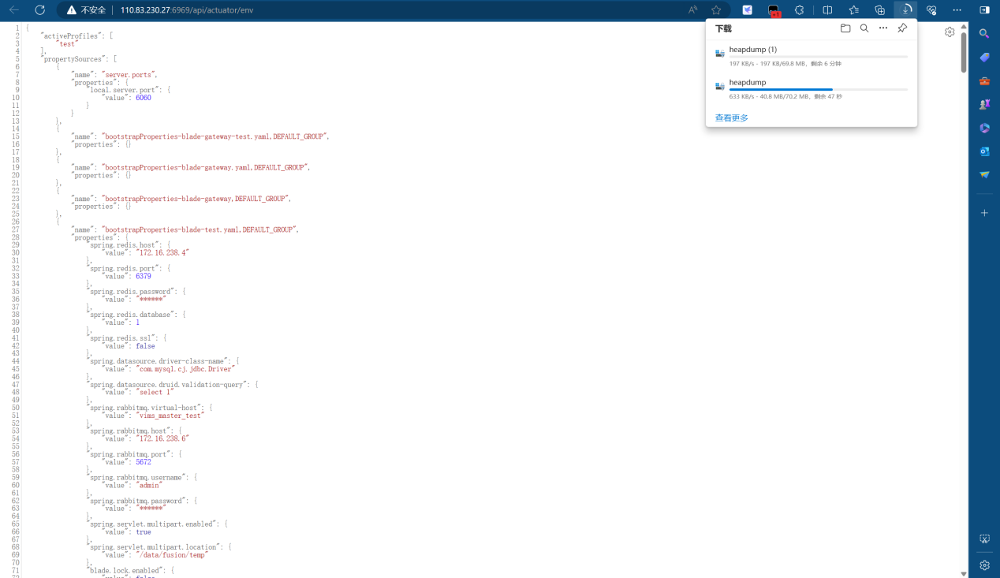 不安全 110.83.230.27:6969/api/actuator/env
+1
下载
heapdump (1)
197 KB/s - 197 KB/69.8 MB, 剩余 6 分钟
heapdump
633 KB/s - 40.8 MB/70.2 MB, 剩余 47 秒
查看更多
1 {
2 "activeProfiles": [
3 "test"
4 ],
5 "propertySources": [
6 {
7 "name": "server.ports",
8 "properties": {
9 "local.server.port": {
10 "value": 6060
11 }
12 }
13 },
14 {
15 "name": "bootstrapProperties-blade-gateway-test.yaml,DEFAULT_GROUP",
16 "properties": {}
17 },
18 {
19 "name": "bootstrapProperties-blade-gateway.yaml,DEFAULT_GROUP",
20 "properties": {}
21 },
22 {
23 "name": "bootstrapProperties-blade-gateway,DEFAULT_GROUP",
24 "properties": {}
25 },
26 {
27 "name": "bootstrapProperties-blade-test.yaml,DEFAULT_GROUP",
28 "properties": {
29 "spring.redis.host": {
30 "value": "172.16.238.4"
31 },
32 "spring.redis.port": {
33 "value": 6379
34 },
35 "spring.redis.password": {
36 "value": "******"
37 },
38 "spring.redis.database": {
39 "value": 1
40 },
41 "spring.redis.ssl": {
42 "value": false
43 },
44 "spring.datasource.driver-class-name": {
45 "value": "com.mysql.cj.jdbc.Driver"
46 },
47 "spring.datasource.druid.validation-query": {
48 "value": "select 1"
49 },
50 "spring.rabbitmq.virtual-host": {
51 "value": "vims_master_test"
52 },
53 "spring.rabbitmq.host": {
54 "value": "172.16.238.6"
55 },
56 "spring.rabbitmq.port": {
57 "value": 5672
58 },
59 "spring.rabbitmq.username": {
60 "value": "admin"
61 },
62 "spring.rabbitmq.password": {
63 "value": "******"
64 },
65 "spring.servlet.multipart.enabled": {
66 "value": true
67 },
68 "spring.servlet.multipart.location": {
69 "value": "/data/fusion/temp"
70 },
71 "blade.lock.enabled": {
72 "value": false